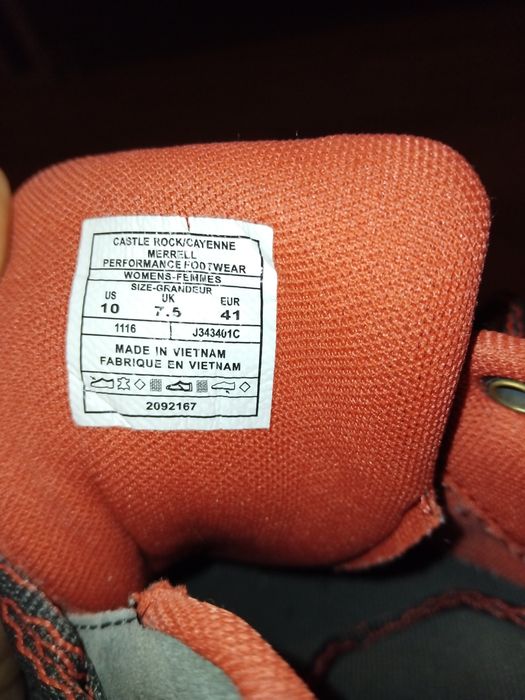 CASTLE ROCK/CAYENNE
MERRELL
PERFORMANCE FOOTWEAR
WOMENS-FEMMES
SIZE-GRANDEUR
US UK EUR
10 7.5 41
1116 J343401C
MADE IN VIETNAM
FABRIQUE EN VIETNAM
2092167